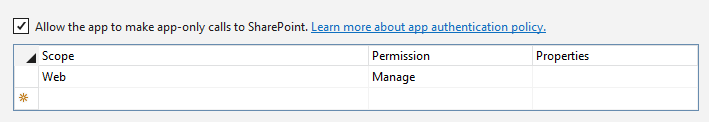 Allow the app to make app-only calls to SharePoint. Learn more about app authentication policy.
Scope Permission Properties
Web Manage